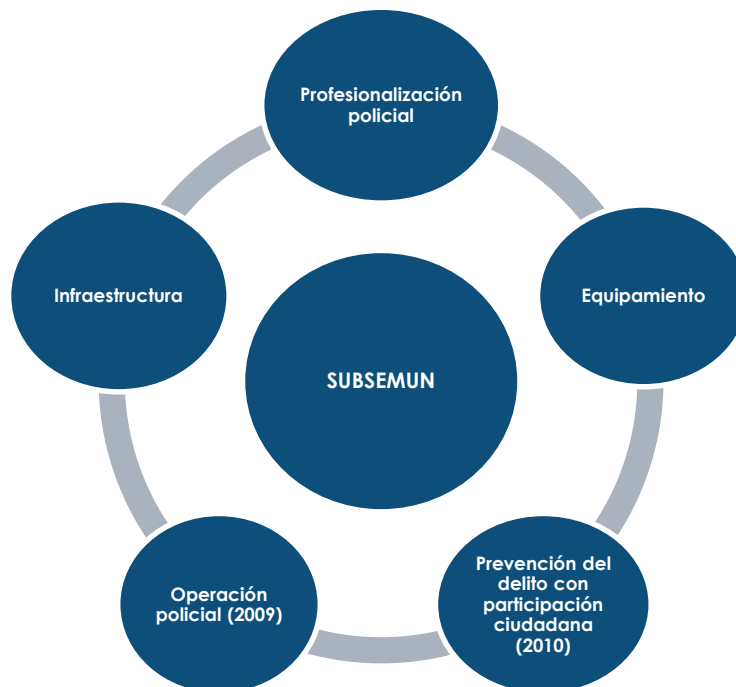 Profesionalización
policial
Infraestructura
Equipamiento
SUBSEMUN
Operación
policial (2009)
Prevención del
delito con
participación
ciudadana
(2010)